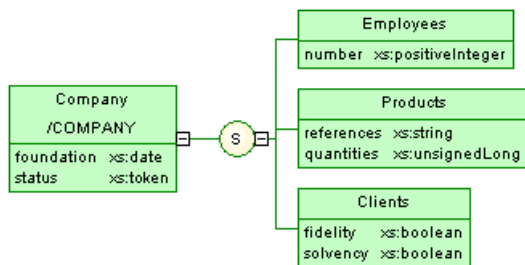 Company
/COMPANY
foundation xs:date
status xs:token
S
Employees
number xs:positiveInteger
Products
references xs:string
quantities xs:unsignedLong
Clients
fidelity xs:boolean
solvency xs:boolean